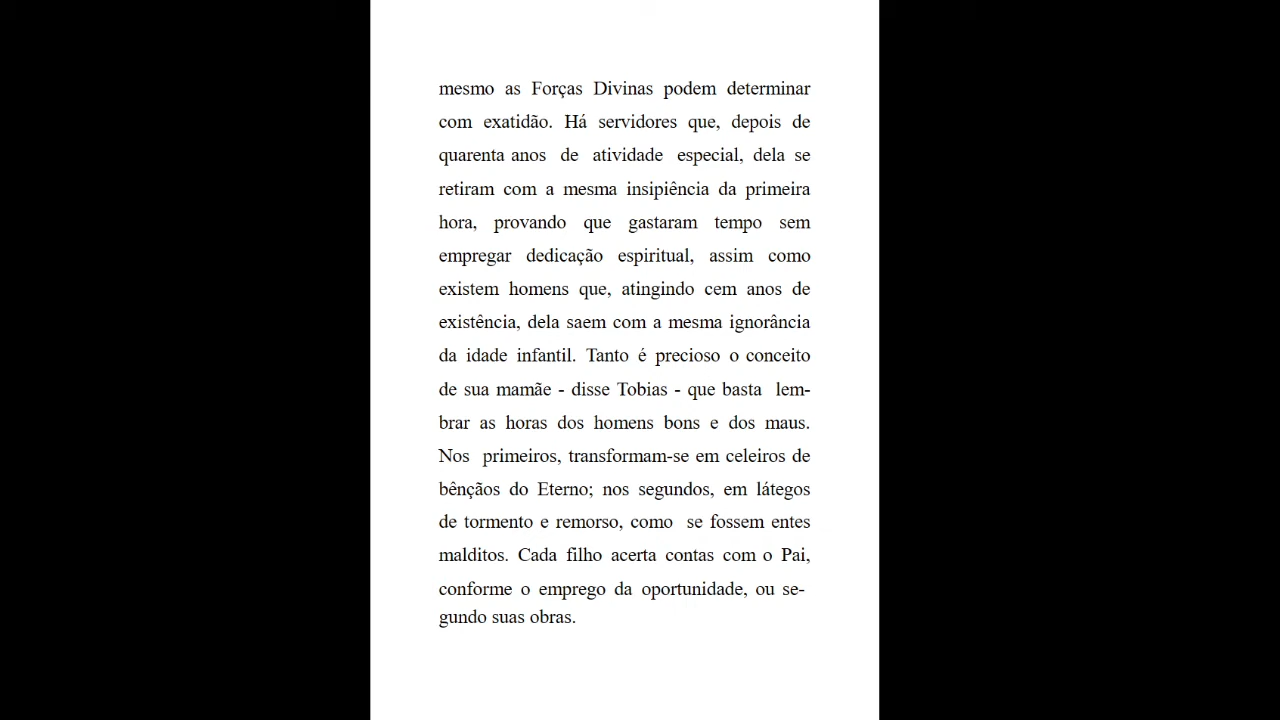 mesmo as Forças Divinas podem determinar
com exatidão. Há servidores que, depois de
quarenta anos de atividade especial, dela se
retiram com a mesma insipiência da primeira
hora, provando que gastaram tempo sem
empregar dedicação espiritual, assim como
existem homens que, atingindo cem anos de
existência, dela saem com a mesma ignorância
da idade infantil. Tanto é precioso o conceito
de sua mamãe - disse Tobias - que basta lem-
brar as horas dos homens bons e dos maus.
Nos primeiros, transformam-se em celeiros de
bênçãos do Eterno; nos segundos, em látegos
de tormento e remorso, como se fossem entes
malditos. Cada filho acerta contas com o Pai,
conforme o emprego da oportunidade, ou se-
gundo suas obras.